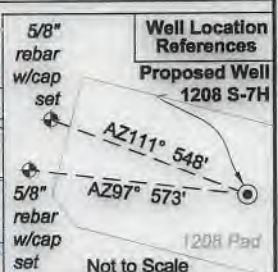 5/8"
rebar
w/cap
set
Well Location
References
Proposed Well
1208 S-7H
AZ111° 548'
AZ97° 573'
5/8"
rebar
w/cap
set
1208 Pad
Not to Scale